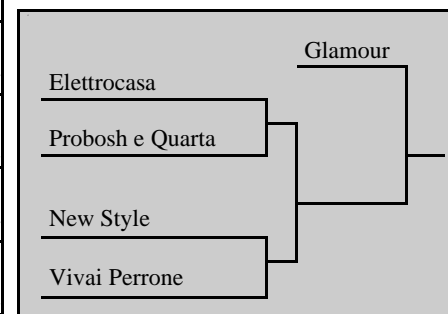 Glamour
Elettrocasa
Probosh e Quarta
New Style
Vivai Perrone